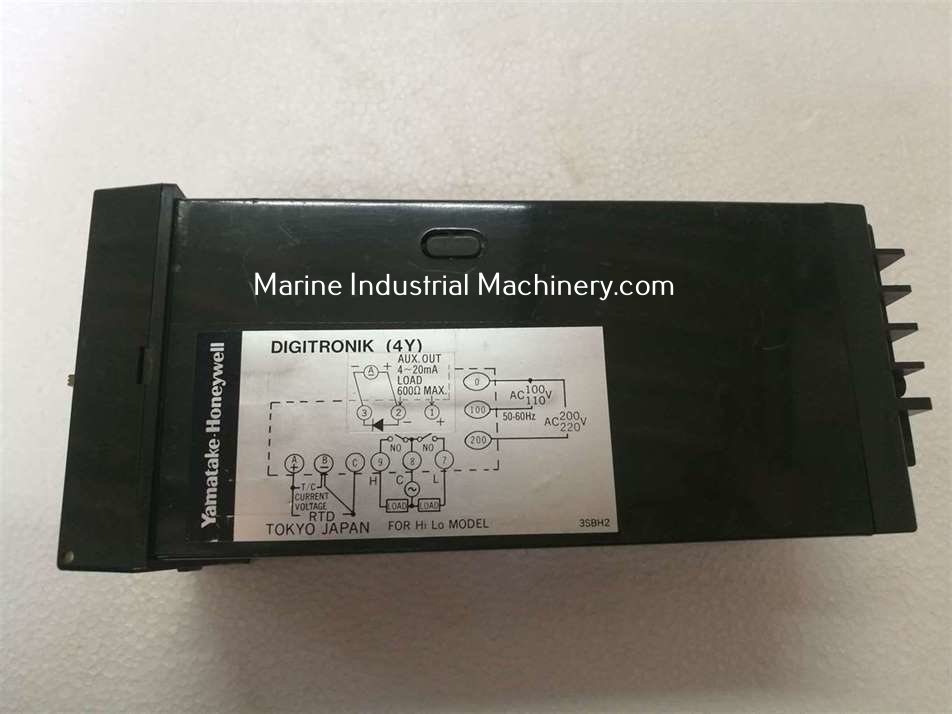 Marine Industrial Machinery.com
Yamatake-Honeywell
DIGITRONIK (4Y)
AUX.OUT
4~20mA
LOAD
600Ω MAX.
− A +
3 2 1
− +
0
100
200
AC100V
110
50-60Hz
AC200V
220
NO NO
A B C 9 8 7
+ −
H C L
T/C
CURRENT
VOLTAGE
RTD
LOAD LOAD
TOKYO JAPAN
FOR Hi Lo MODEL
3SBH2